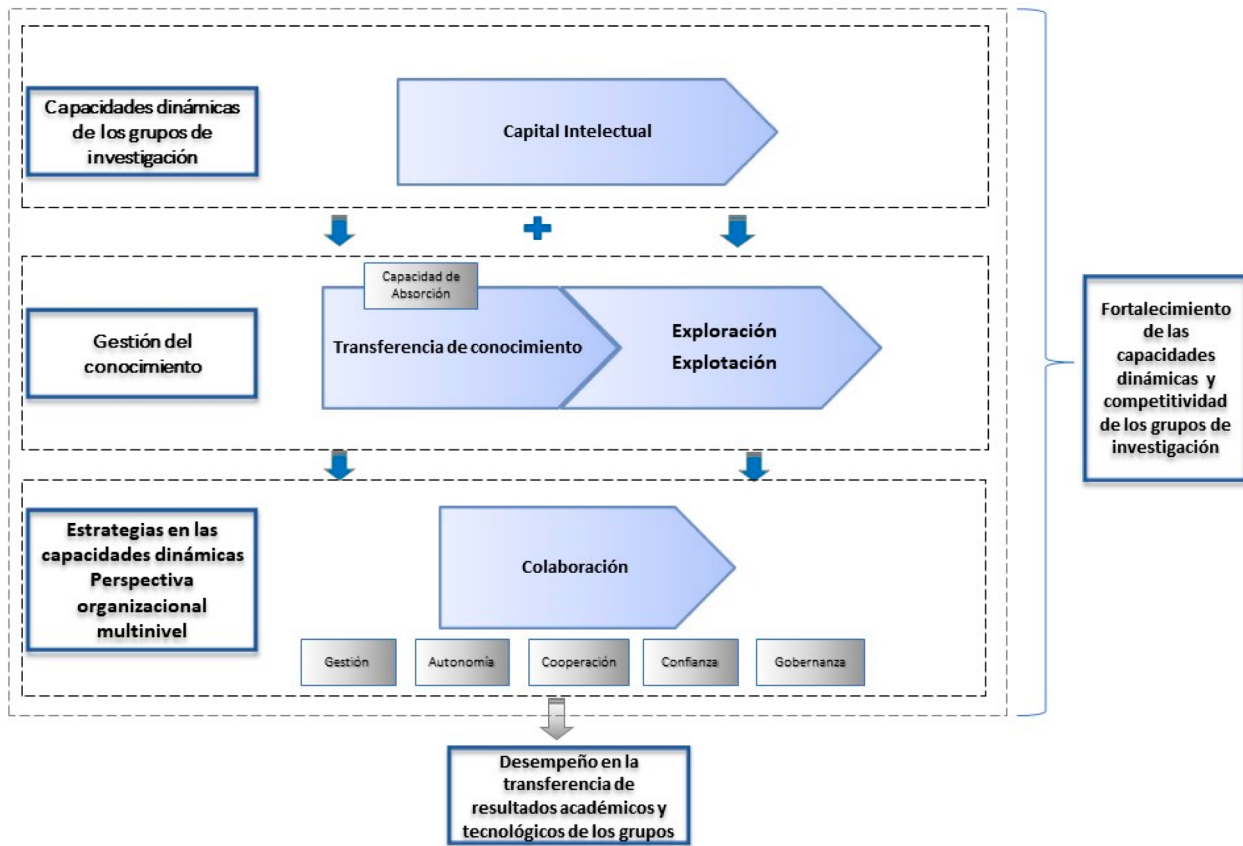 Capacidades dinámicas
de los grupos de
investigación
Capital Intelectual
Capacidad de
Absorción
Gestión del
conocimiento
Transferencia de conocimiento
Exploración
Explotación
Estrategias en las
capacidades dinámicas
Perspectiva
organizacional
multinivel
Colaboración
Gestión
Autonomía
Cooperación
Confianza
Gobernanza
Fortalecimiento
de las
capacidades
dinámicas y
competitividad
de los grupos de
investigación
Desempeño en la
transferencia de
resultados académicos y
tecnológicos de los grupos